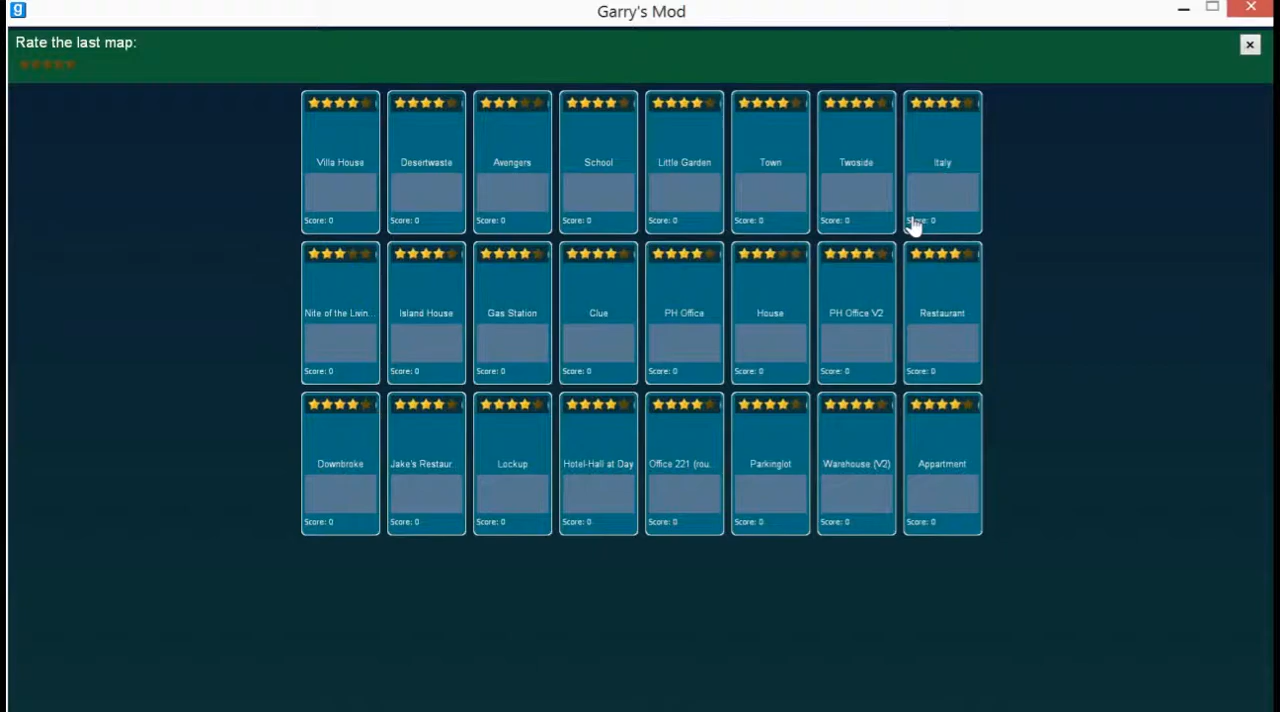 g
Garry's Mod
Rate the last map:
Villa House
Desertwaste
Avengers
School
Little Garden
Town
Twoside
Italy
Score: 0
Score: 0
Score: 0
Score: 0
Score: 0
Score: 0
Score: 0
Score: 0
Nite of the Livin...
Island House
Gas Station
Clue
PH Office
House
PH Office V2
Restaurant
Score: 0
Score: 0
Score: 0
Score: 0
Score: 0
Score: 0
Score: 0
Score: 0
Downbroke
Jake's Restaur...
Lockup
Hotel-Hall at Day
Office 221 (rou...
Parkinglot
Warehouse (V2)
Appartment
Score: 0
Score: 0
Score: 0
Score: 0
Score: 0
Score: 0
Score: 0
Score: 0